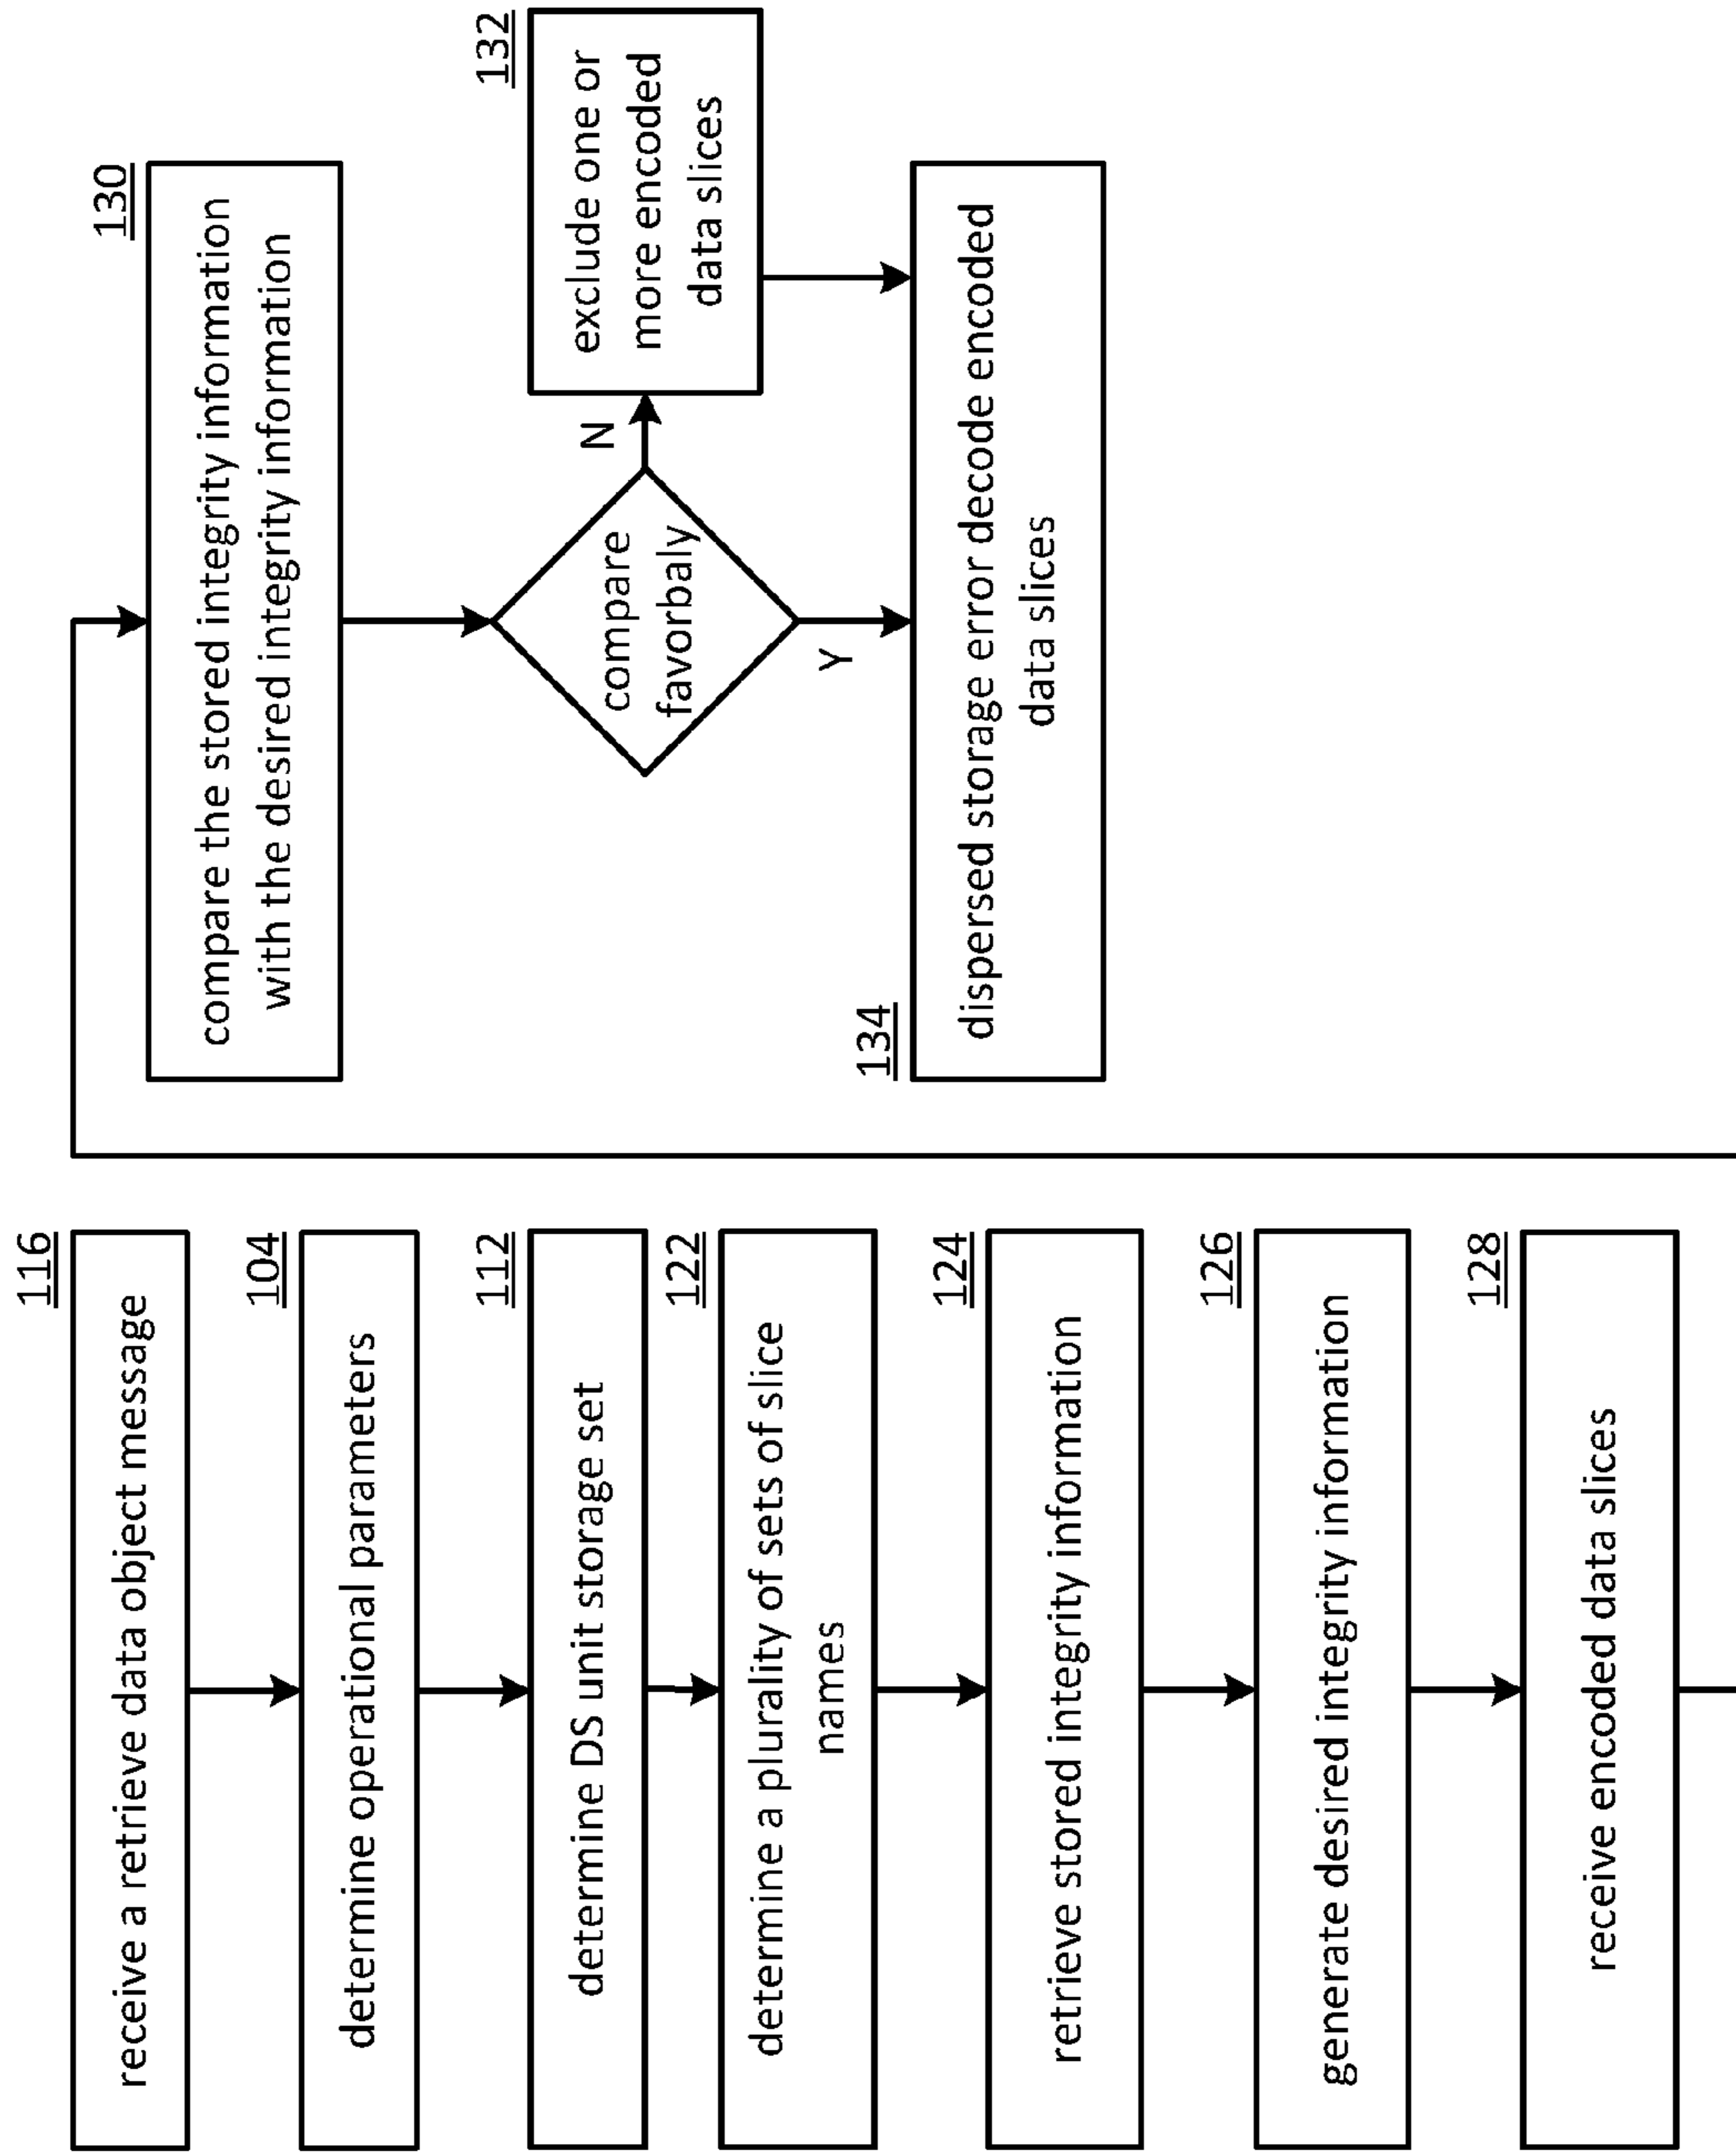 116
receive a retrieve data object message
104
determine operational parameters
112
determine DS unit storage set
122
determine a plurality of sets of slice
names
124
retrieve stored integrity information
126
generate desired integrity information
128
receive encoded data slices
130
compare the stored integrity information
with the desired integrity information
compare
favorbaly
N
Y
132
exclude one or
more encoded
data slices
134
dispersed storage error decode encoded
data slices